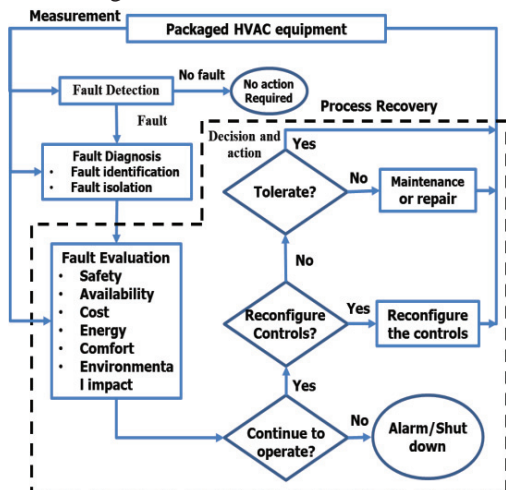 Measurement
Packaged HVAC equipment
Fault Detection
No fault
No action
Required
Fault
Process Recovery
Decision and
action
Yes
Fault Diagnosis
• Fault identification
• Fault isolation
Tolerate?
No
Maintenance
or repair
No
Fault Evaluation
• Safety
• Availability
• Cost
• Energy
• Comfort
• Environmenta
l impact
Reconfigure
Controls?
Yes
Reconfigure
the controls
Yes
Continue to
operate?
No
Alarm/Shut
down